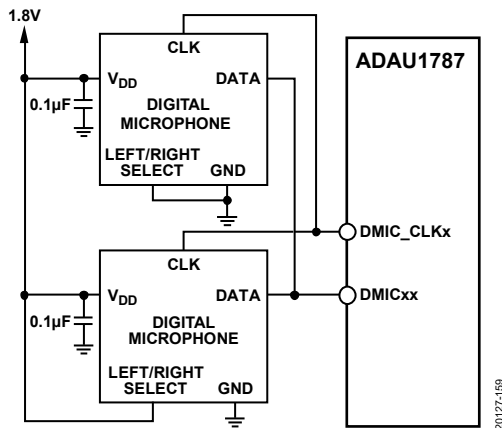 1.8V
CLK
ADAU1787
VDD
DATA
0.1µF
DIGITAL
MICROPHONE
LEFT/RIGHT
SELECT
GND
DMIC_CLKx
CLK
VDD
DATA
DMICxx
0.1µF
DIGITAL
MICROPHONE
LEFT/RIGHT
SELECT
GND
20127-159